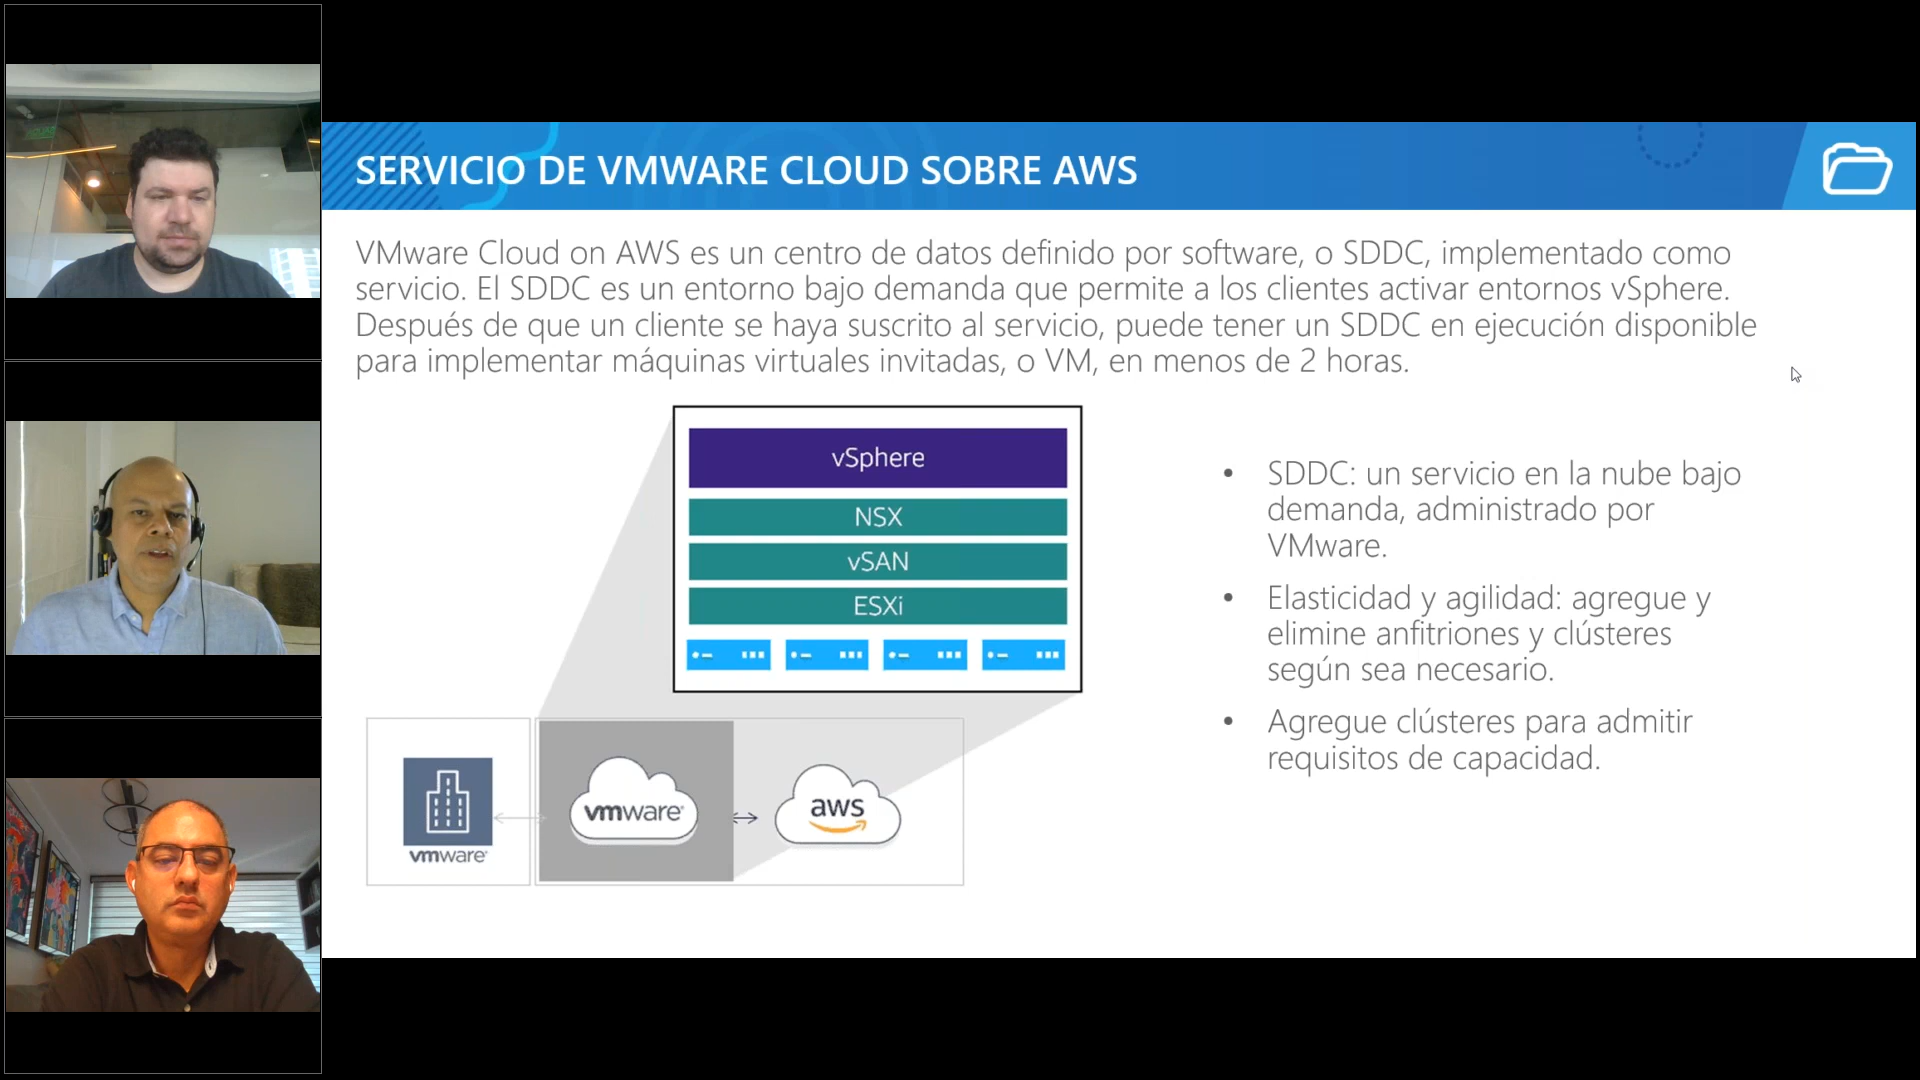 SERVICIO DE VMWARE CLOUD SOBRE AWS
VMware Cloud on AWS es un centro de datos definido por software, o SDDC, implementado como
servicio. El SDDC es un entorno bajo demanda que permite a los clientes activar entornos vSphere.
Después de que un cliente se haya suscrito al servicio, puede tener un SDDC en ejecución disponible
para implementar máquinas virtuales invitadas, o VM, en menos de 2 horas.
vSphere
NSX
vSAN
ESXi
vmware®
vmware®
aws
• SDDC: un servicio en la nube bajo
demanda, administrado por
VMware.
• Elasticidad y agilidad: agregue y
elimine anfitriones y clústeres
según sea necesario.
• Agregue clústeres para admitir
requisitos de capacidad.